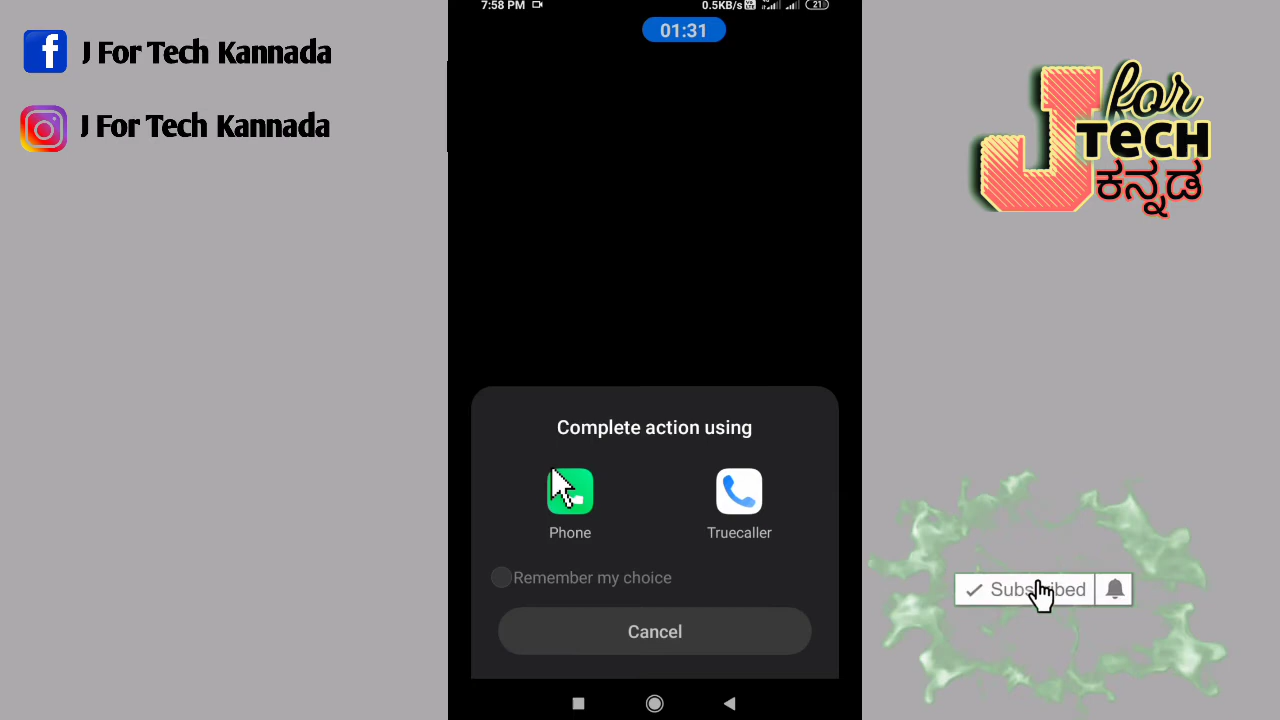 J For Tech Kannada
J For Tech Kannada
7:58 PM
0.5KB/s
21
01:31
J for
TECH
ಕನ್ನಡ
Complete action using
Phone
Truecaller
Remember my choice
Cancel
Subscribed